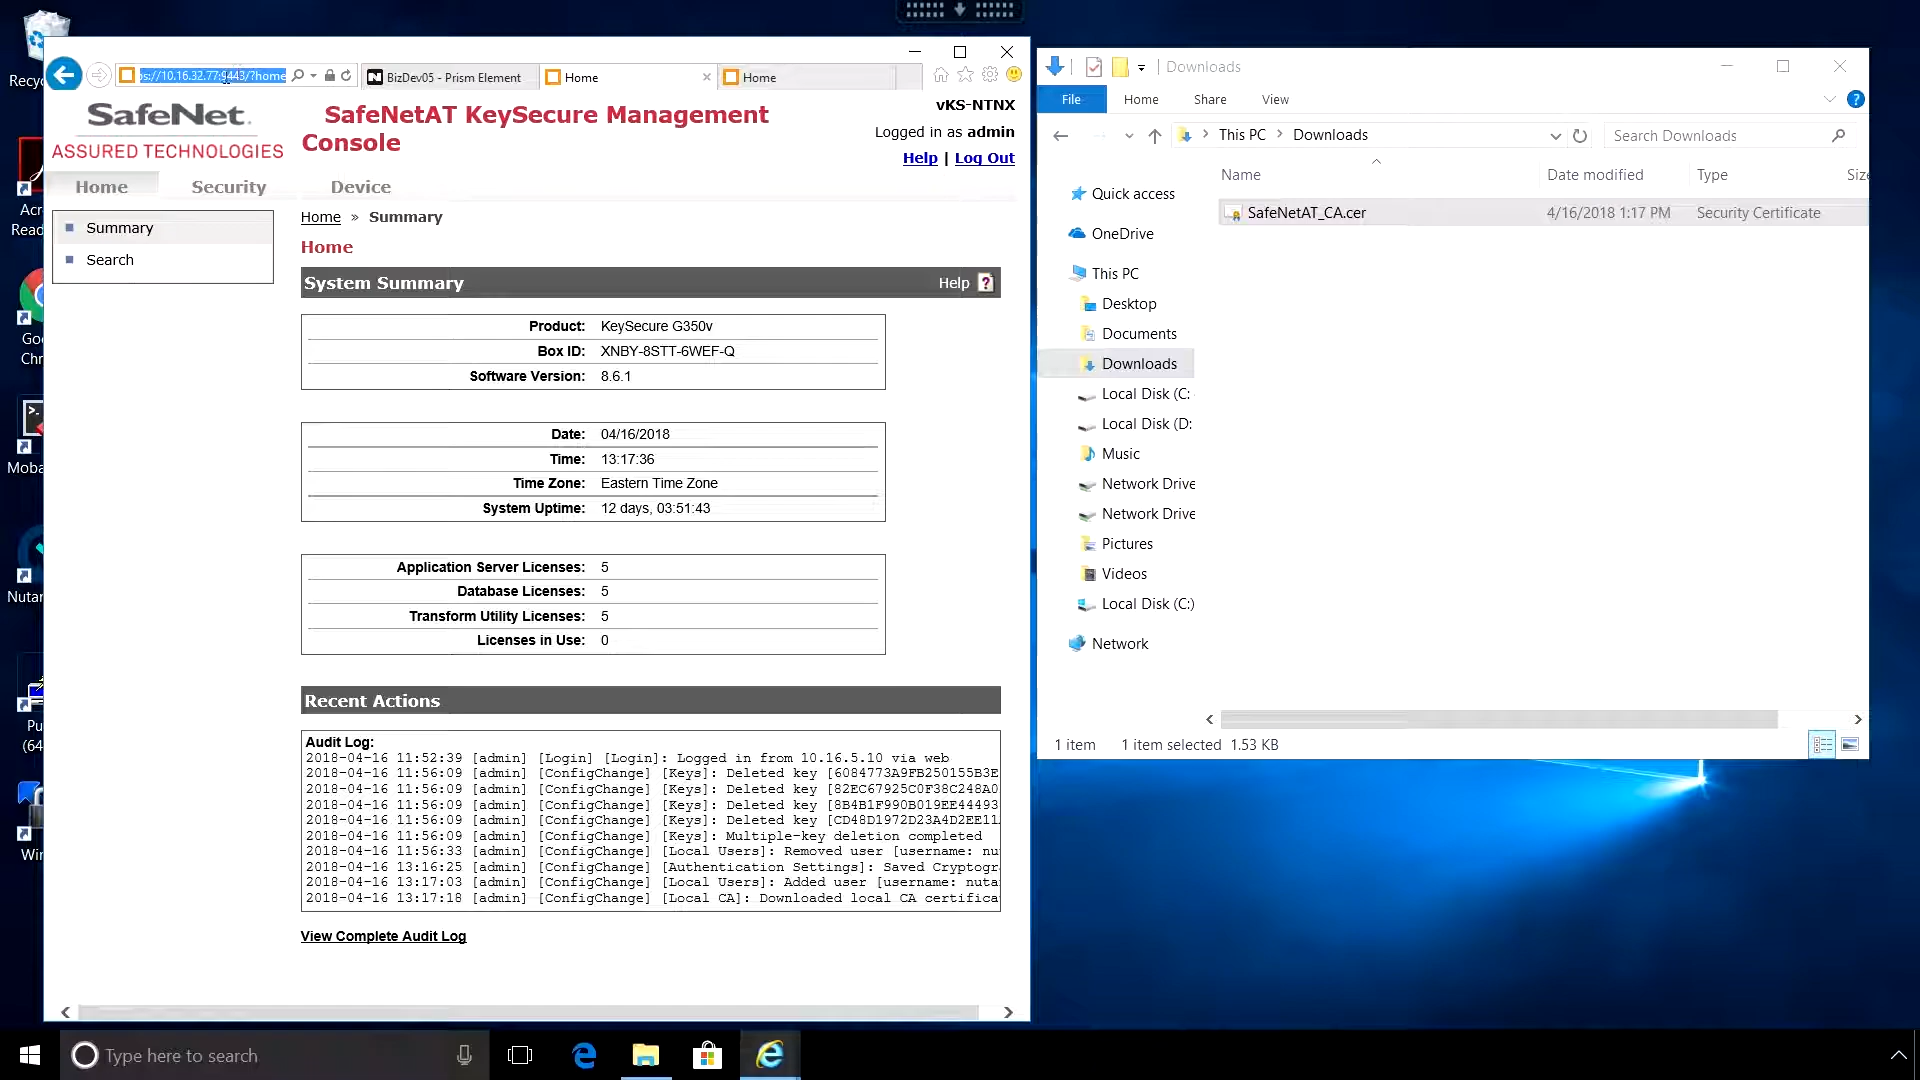 Recyc
Acr
Read
Goo
Chr
Moba
Nutar
Pu
(64
Win
ps://10.16.32.77:9443/?home
BizDev05 - Prism Element
Home
Home
SafeNet.
ASSURED TECHNOLOGIES
SafeNetAT KeySecure Management
Console
vKS-NTNX
Logged in as admin
Help | Log Out
Home
Security
Device
Summary
Search
Home » Summary
Home
System Summary
Help
Product: KeySecure G350v
Box ID: XNBY-8STT-6WEF-Q
Software Version: 8.6.1
Date: 04/16/2018
Time: 13:17:36
Time Zone: Eastern Time Zone
System Uptime: 12 days, 03:51:43
Application Server Licenses: 5
Database Licenses: 5
Transform Utility Licenses: 5
Licenses in Use: 0
Recent Actions
Audit Log:
2018-04-16 11:52:39 [admin] [Login] [Login]: Logged in from 10.16.5.10 via web
2018-04-16 11:56:09 [admin] [ConfigChange] [Keys]: Deleted key [6084773A9FB250155B3E
2018-04-16 11:56:09 [admin] [ConfigChange] [Keys]: Deleted key [82EC67925C0F38C248A0
2018-04-16 11:56:09 [admin] [ConfigChange] [Keys]: Deleted key [8B4B1F990B019EE44493
2018-04-16 11:56:09 [admin] [ConfigChange] [Keys]: Deleted key [CD48D1972D23A4D2EE11
2018-04-16 11:56:09 [admin] [ConfigChange] [Keys]: Multiple-key deletion completed
2018-04-16 11:56:33 [admin] [ConfigChange] [Local Users]: Removed user [username: nu
2018-04-16 13:16:25 [admin] [ConfigChange] [Authentication Settings]: Saved Cryptogr
2018-04-16 13:17:03 [admin] [ConfigChange] [Local Users]: Added user [username: nuta
2018-04-16 13:17:18 [admin] [ConfigChange] [Local CA]: Downloaded local CA certifica
View Complete Audit Log
Downloads
File
Home
Share
View
This PC
Downloads
Search Downloads
Name
Date modified
Type
Size
SafeNetAT_CA.cer
4/16/2018 1:17 PM
Security Certificate
Quick access
OneDrive
This PC
Desktop
Documents
Downloads
Local Disk (C:
Local Disk (D:
Music
Network Drive
Network Drive
Pictures
Videos
Local Disk (C:)
Network
1 item
1 item selected 1.53 KB
Type here to search